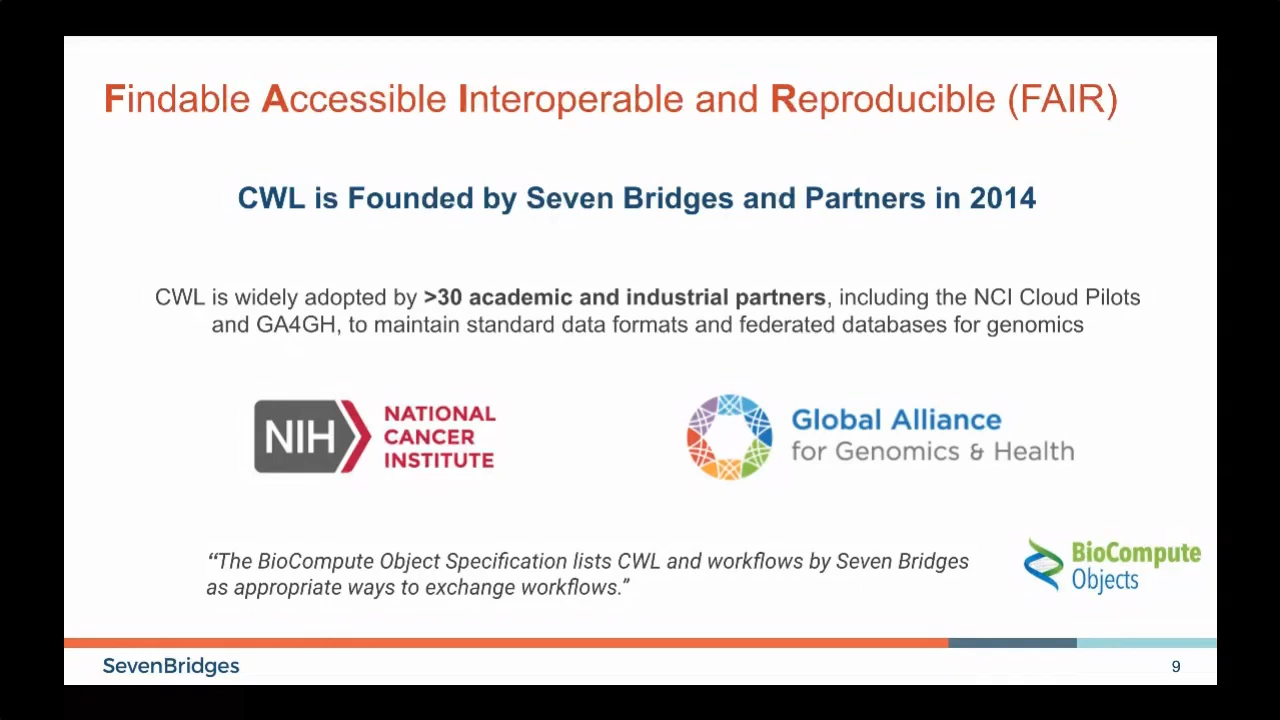 Findable Accessible Interoperable and Reproducible (FAIR)
CWL is Founded by Seven Bridges and Partners in 2014
CWL is widely adopted by >30 academic and industrial partners, including the NCI Cloud Pilots
and GA4GH, to maintain standard data formats and federated databases for genomics
NIH
NATIONAL
CANCER
INSTITUTE
Global Alliance
for Genomics & Health
“The BioCompute Object Specification lists CWL and workflows by Seven Bridges
as appropriate ways to exchange workflows.”
BioCompute
Objects
SevenBridges
9